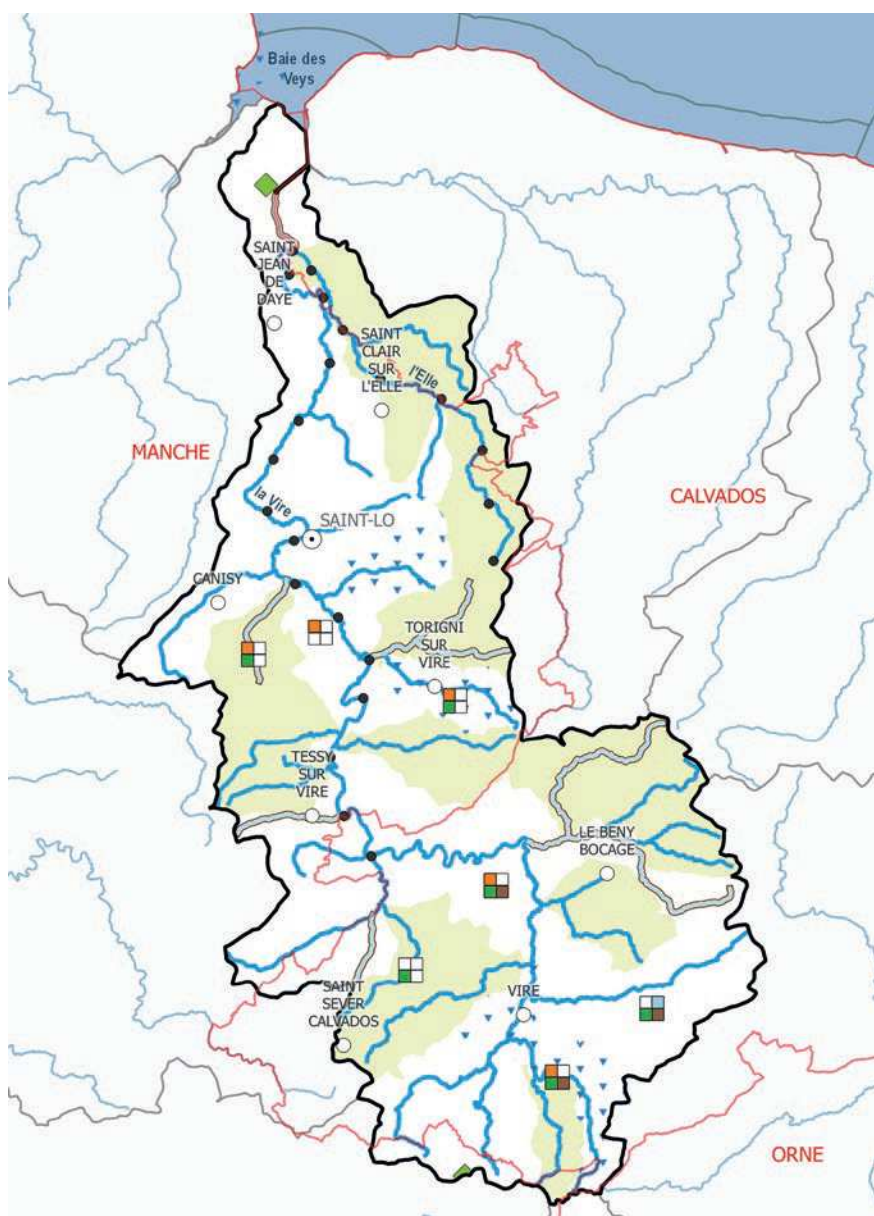 Baie des
Veys
SAINT
JEAN
DE
DAYE
SAINT
CLAIR
SUR
L'ELLE
l'Elle
MANCHE
CALVADOS
la Vire
SAINT-LO
CANISY
TORIGNI
SUR
VIRE
TESSY
SUR
VIRE
LE BENY
BOCAGE
SAINT
SEVER
CALVADOS
VIRE
ORNE